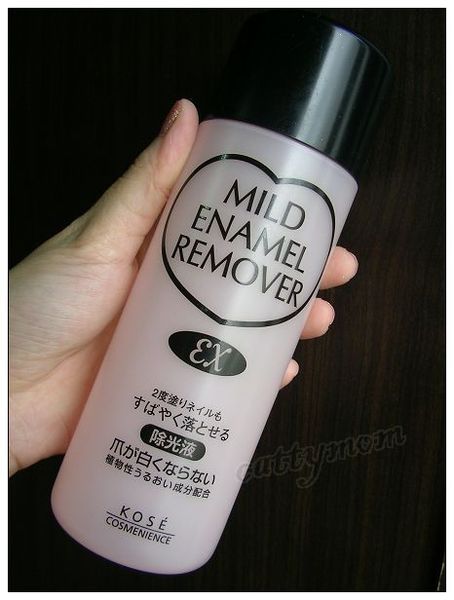 MILD
ENAMEL
REMOVER
EX
2度塗りネイルも
すばやく落とせる
除光液
爪が白くならない
植物性うるおい成分配合
KOSÉ
COSMENIENCE
cattymom